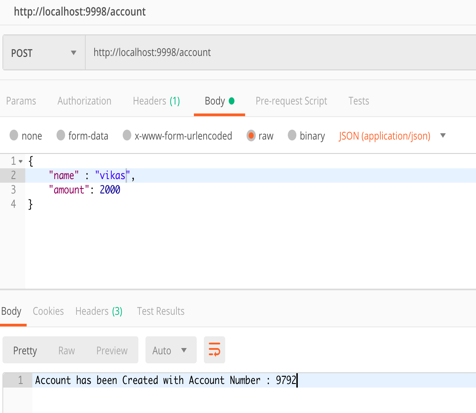 http://localhost:9998/account
POST http://localhost:9998/account
Params Authorization Headers (1) Body Pre-request Script Tests
none form-data x-www-form-urlencoded raw binary JSON (application/json)
1 {
2 "name" : "vikas",
3 "amount": 2000
4 }
Body Cookies Headers (3) Test Results
Pretty Raw Preview Auto
1 Account has been Created with Account Number : 9792